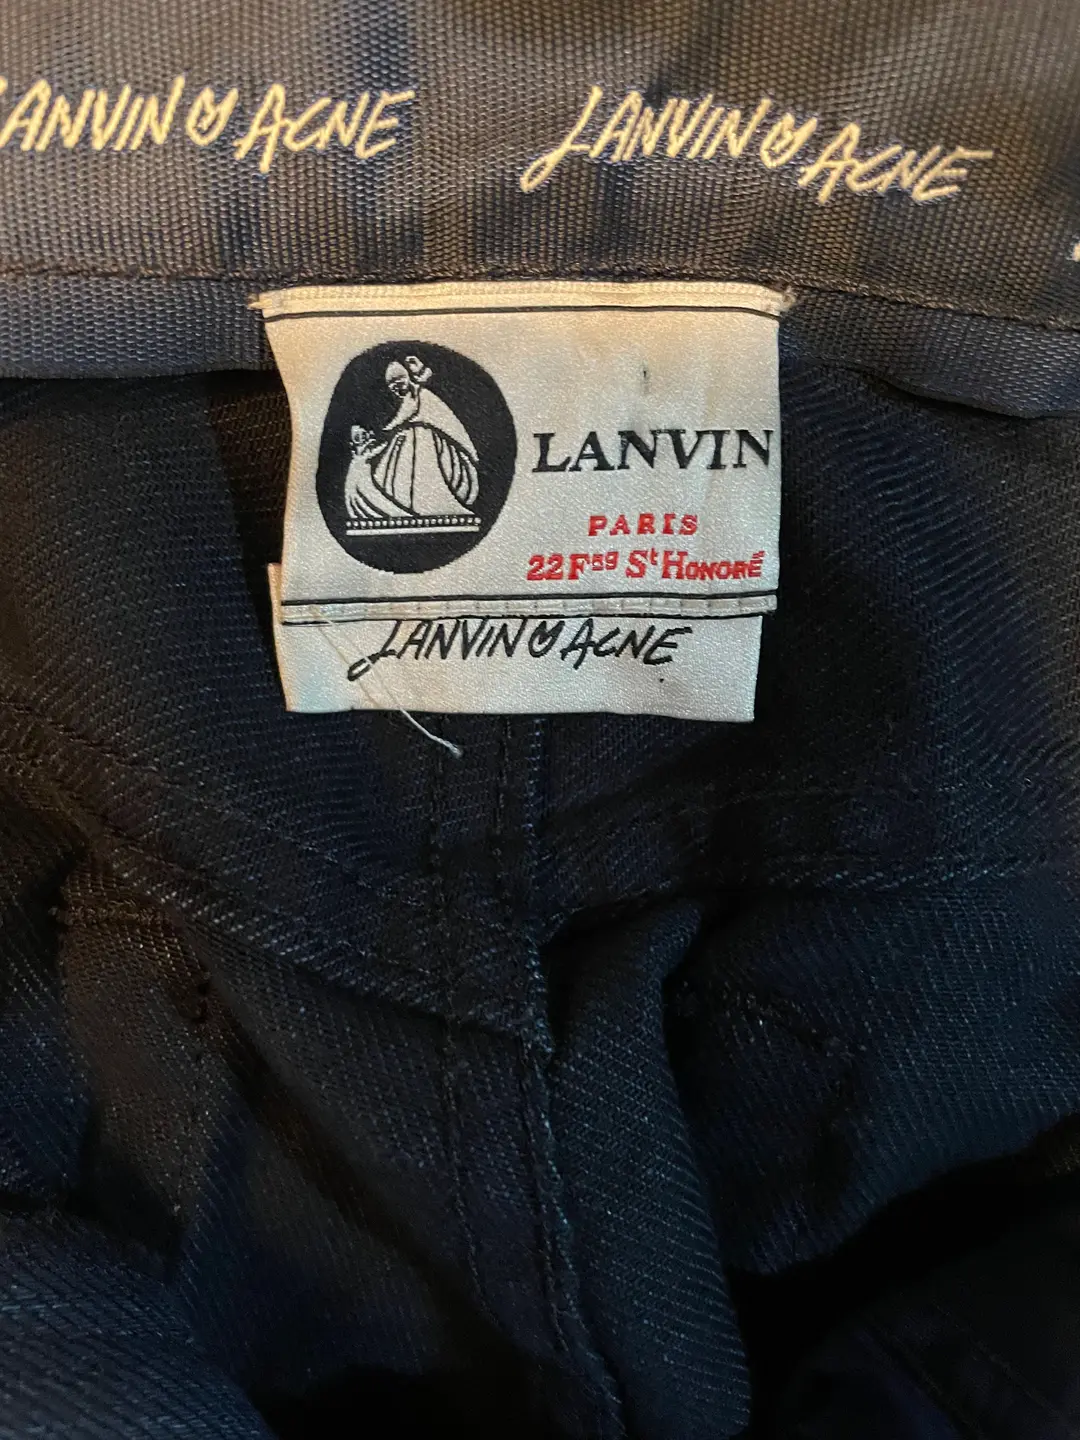 LANVIN ACNE LANVIN ACNE
LANVIN
PARIS
22 Fbg St HONORÉ
LANVIN ACNE